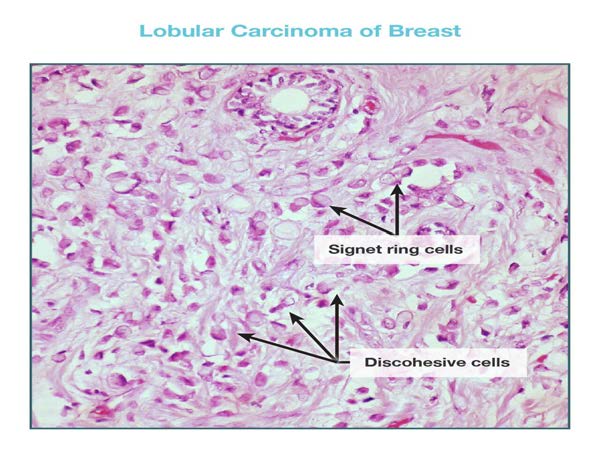 Lobular Carcinoma of Breast
Signet ring cells
Discohesive cells